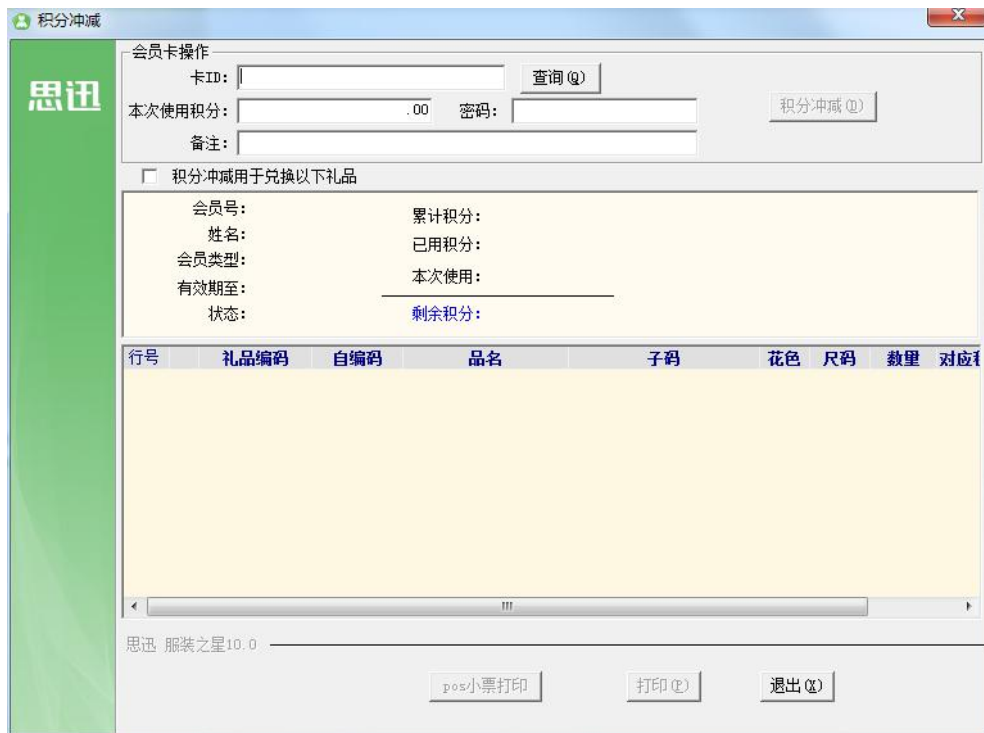 积分冲减
思迅
会员卡操作
卡ID: 查询(Q)
本次使用积分: .00 密码: 积分冲减(D)
备注:
积分冲减用于兑换以下礼品
会员号: 累计积分:
姓名: 已用积分:
会员类型: 本次使用:
有效期至:
状态: 剩余积分:
行号 礼品编码 自编码 品名 子码 花色 尺码 数量 对应
思迅 服装之星10.0
pos小票打印 打印(P) 退出(X)